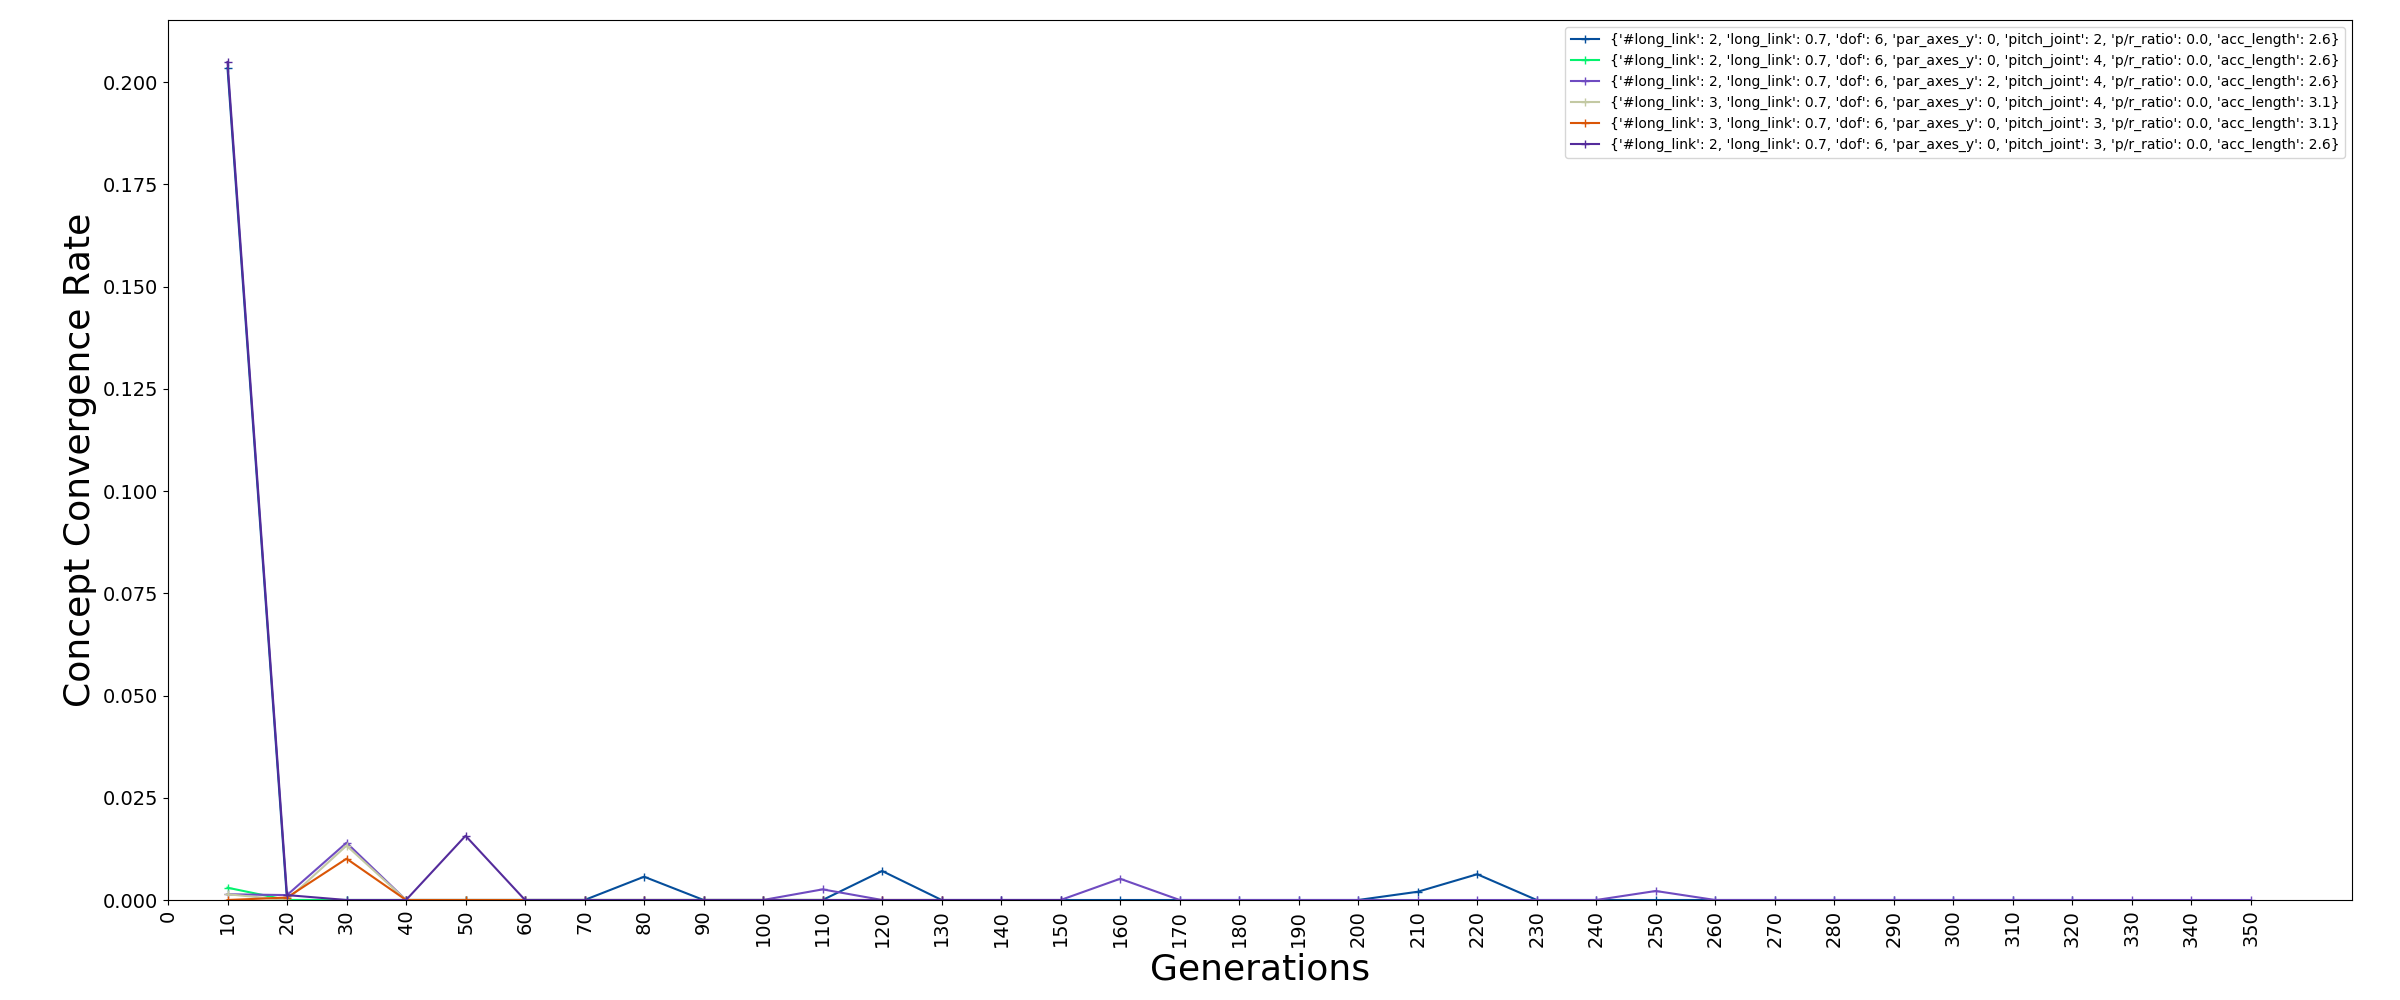 {'#long_link': 2, 'long_link': 0.7, 'dof': 6, 'par_axes_y': 0, 'pitch_joint': 2, 'p/r_ratio': 0.0, 'acc_length': 2.6}
{'#long_link': 2, 'long_link': 0.7, 'dof': 6, 'par_axes_y': 0, 'pitch_joint': 4, 'p/r_ratio': 0.0, 'acc_length': 2.6}
{'#long_link': 2, 'long_link': 0.7, 'dof': 6, 'par_axes_y': 2, 'pitch_joint': 4, 'p/r_ratio': 0.0, 'acc_length': 2.6}
{'#long_link': 3, 'long_link': 0.7, 'dof': 6, 'par_axes_y': 0, 'pitch_joint': 4, 'p/r_ratio': 0.0, 'acc_length': 3.1}
{'#long_link': 3, 'long_link': 0.7, 'dof': 6, 'par_axes_y': 0, 'pitch_joint': 3, 'p/r_ratio': 0.0, 'acc_length': 3.1}
{'#long_link': 2, 'long_link': 0.7, 'dof': 6, 'par_axes_y': 0, 'pitch_joint': 3, 'p/r_ratio': 0.0, 'acc_length': 2.6}
Concept Convergence Rate
0.200
0.175
0.150
0.125
0.100
0.075
0.050
0.025
0.000
0 10 20 30 40 50 60 70 80 90 100 110 120 130 140 150 160 170 180 190 200 210 220 230 240 250 260 270 280 290 300 310 320 330 340 350
Generations